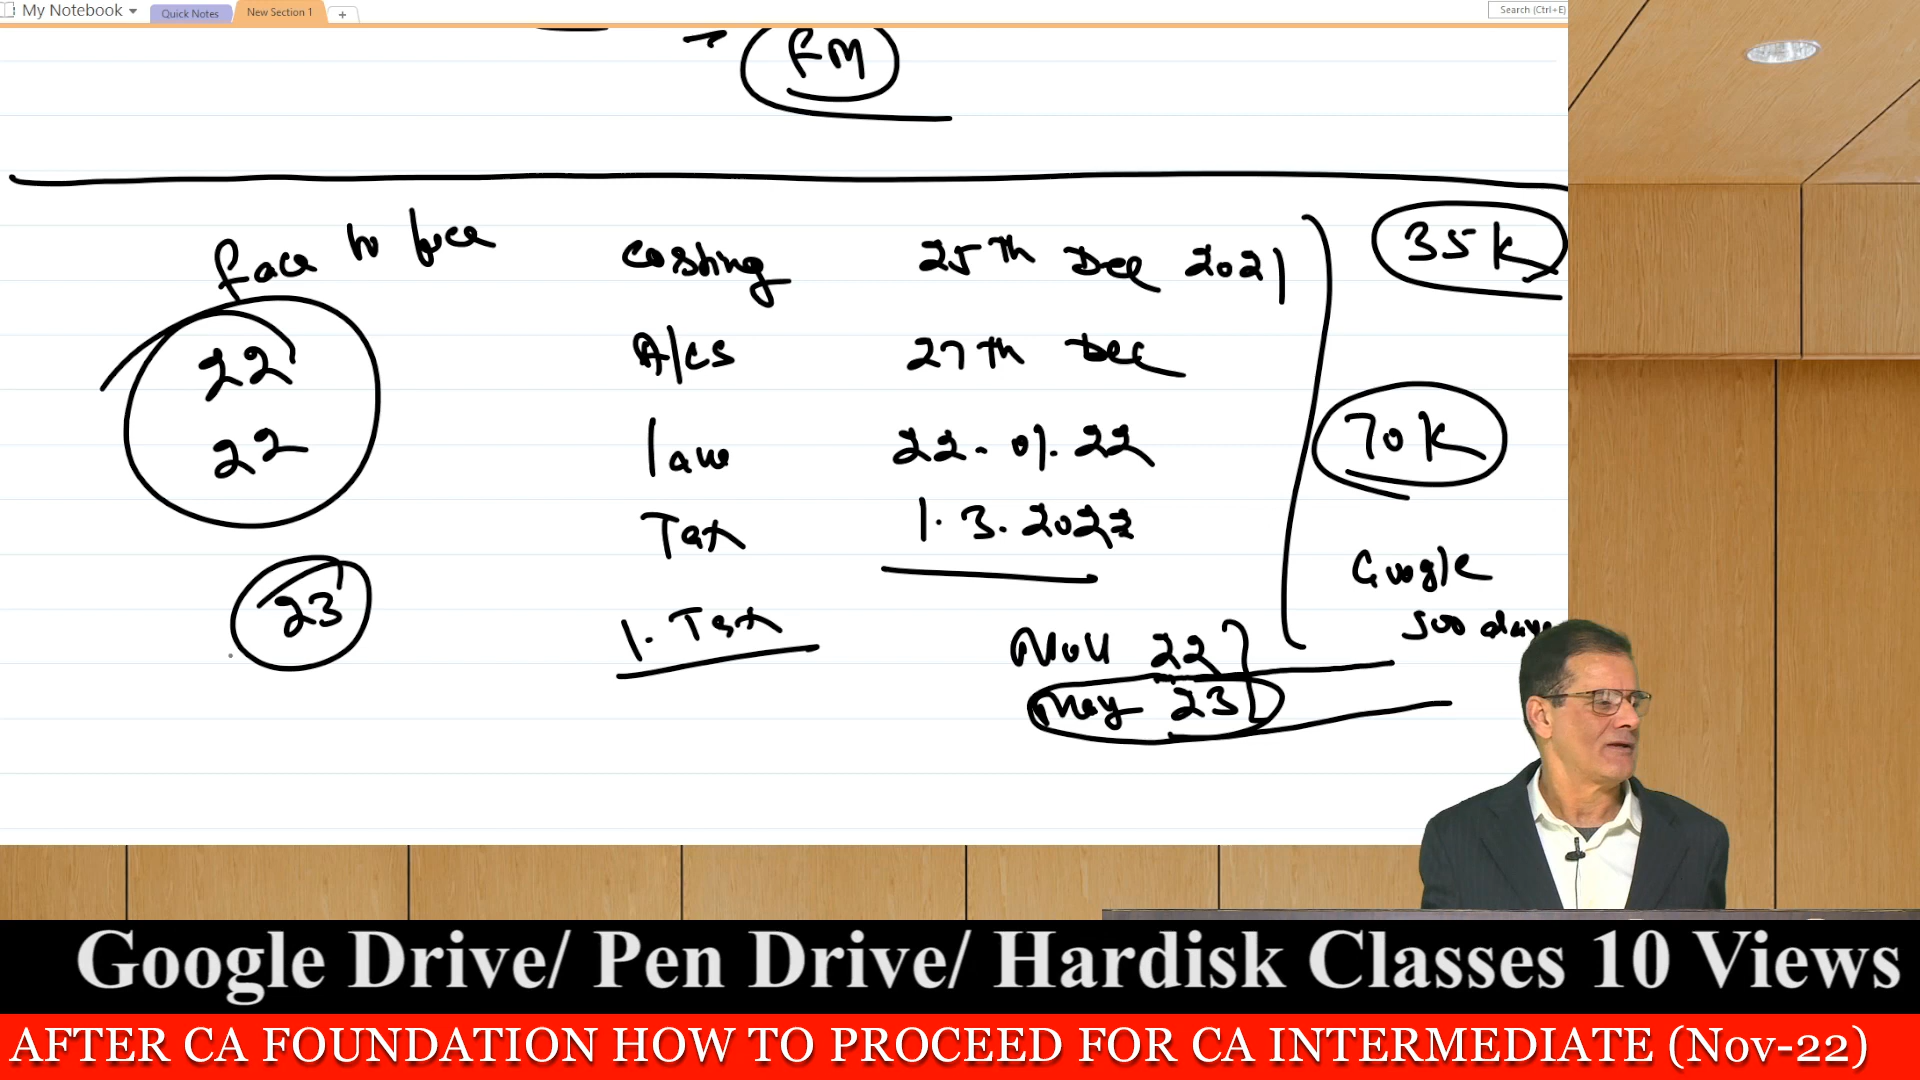 My Notebook
Quick Notes
New Section 1
+
Search (Ctrl+E)
FM
face to face
costing 25th Dec 2021
35k
22
A/cs 27th Dec
22
law 22.01.22
70k
Tax 1.3.2022
Google
500 days
23
1. Tax
Nov 22
May 23
Google Drive/ Pen Drive/ Hardisk Classes 10 Views
AFTER CA FOUNDATION HOW TO PROCEED FOR CA INTERMEDIATE (Nov-22)